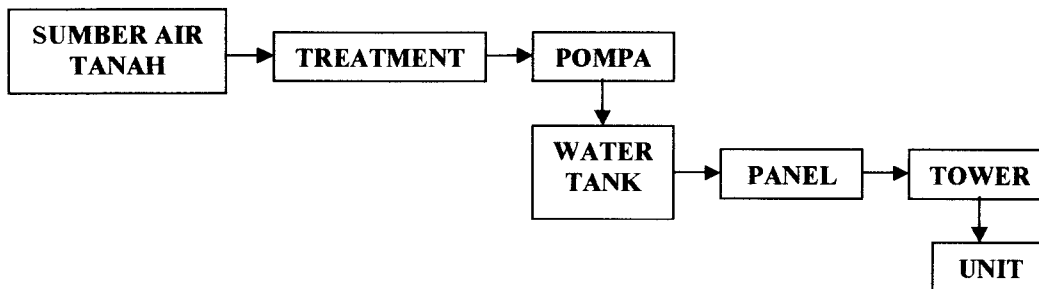 SUMBER AIR
TANAH
TREATMENT
POMPA
WATER
TANK
PANEL
TOWER
UNIT